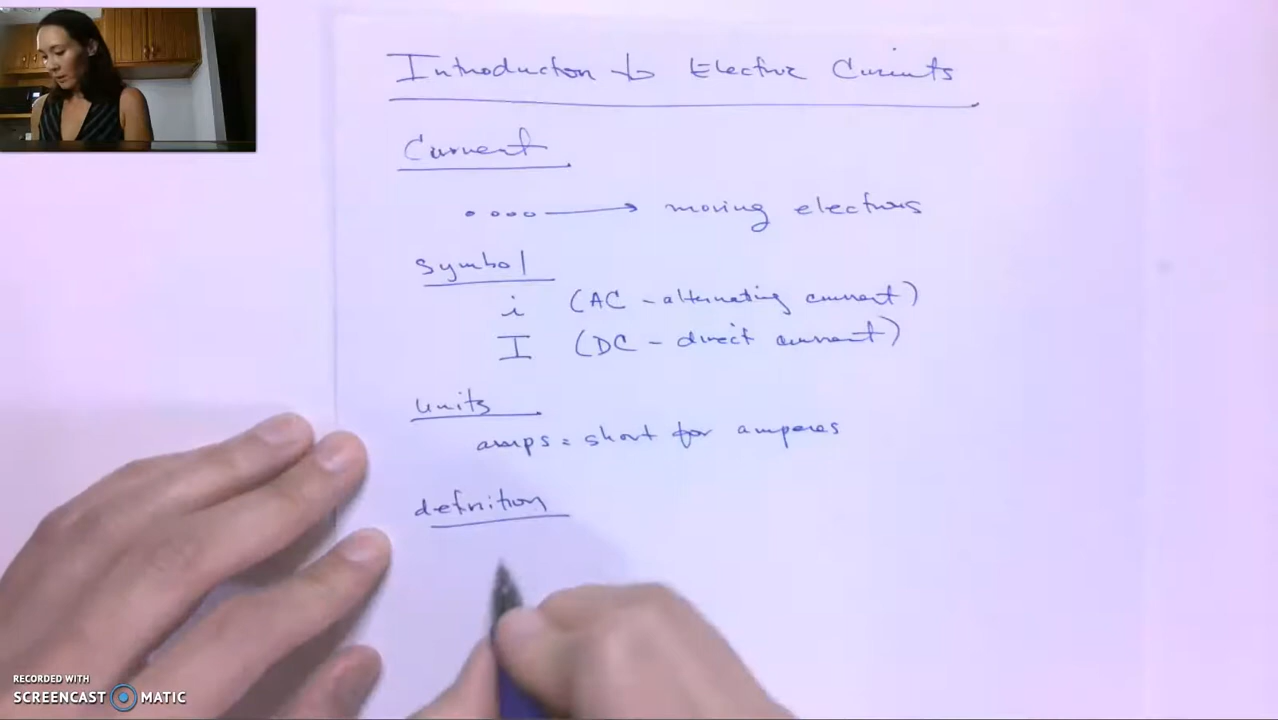 Introduction to Electric Circuits
Current
moving electrons
symbol
i (AC - alternating current)
I (DC - direct current)
units
amps = short for amperes
definition
RECORDED WITH
SCREENCAST MATIC